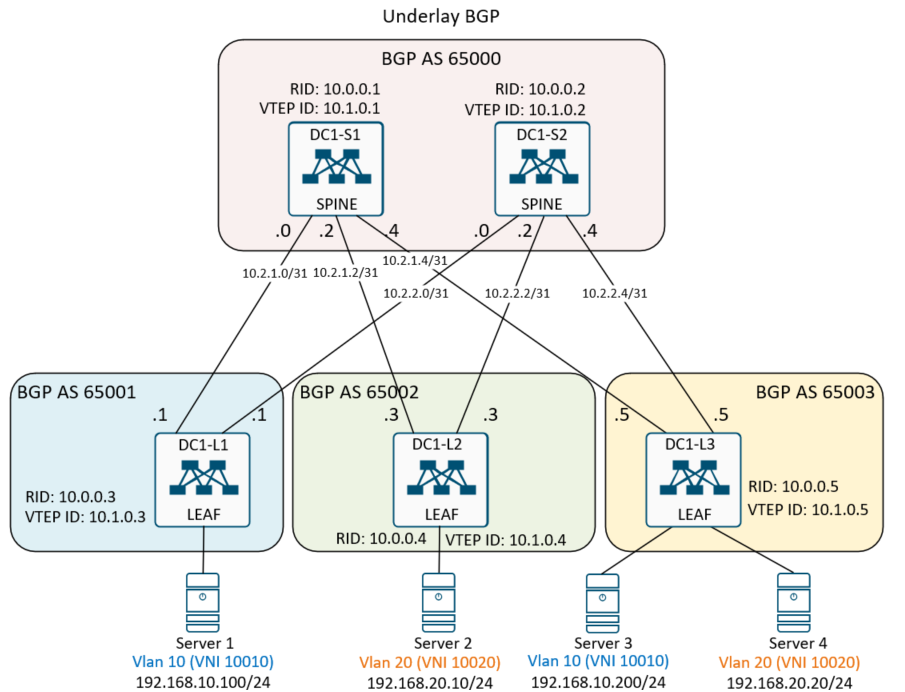 Underlay BGP
BGP AS 65000
RID: 10.0.0.1
VTEP ID: 10.1.0.1
RID: 10.0.0.2
VTEP ID: 10.1.0.2
DC1-S1
SPINE
DC1-S2
SPINE
.0
.2
.4
.0
.2
.4
10.2.1.0/31
10.2.1.2/31
10.2.1.4/31
10.2.2.0/31
10.2.2.2/31
10.2.2.4/31
BGP AS 65001
.1
.1
DC1-L1
LEAF
RID: 10.0.0.3
VTEP ID: 10.1.0.3
BGP AS 65002
.3
.3
DC1-L2
LEAF
RID: 10.0.0.4
VTEP ID: 10.1.0.4
BGP AS 65003
.5
.5
DC1-L3
LEAF
RID: 10.0.0.5
VTEP ID: 10.1.0.5
Server 1
Vlan 10 (VNI 10010)
192.168.10.100/24
Server 2
Vlan 20 (VNI 10020)
192.168.20.10/24
Server 3
Vlan 10 (VNI 10010)
192.168.10.200/24
Server 4
Vlan 20 (VNI 10020)
192.168.20.20/24